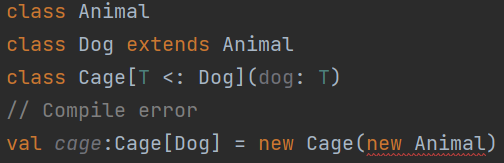 class Animal
class Dog extends Animal
class Cage[T <: Dog](dog: T)
// Compile error
val cage:Cage[Dog] = new Cage(new Animal)